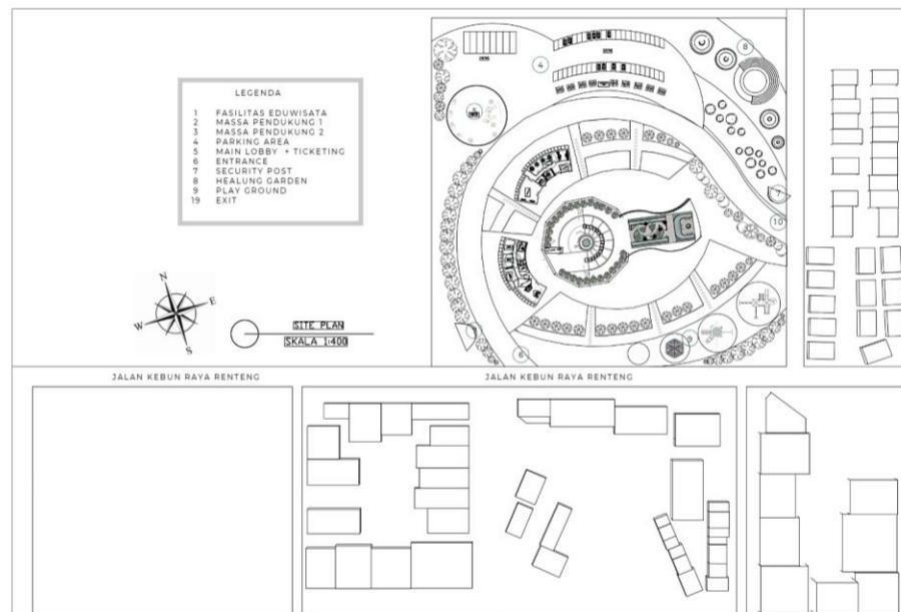 LEGENDA
1 FASILITAS EDUWISATA
2 MASSA PENDUKUNG 1
3 MASSA PENDUKUNG 2
4 PARKING AREA
5 MAIN LOBBY + TICKETING
6 ENTRANCE
7 SECURITY POST
8 HEALUNG GARDEN
9 PLAY GROUND
19 EXIT
N
E
W
S
SITE PLAN
SKALA 1:400
4
8
7
10
9
6
JALAN KEBUN RAYA RENTENG
JALAN KEBUN RAYA RENTENG